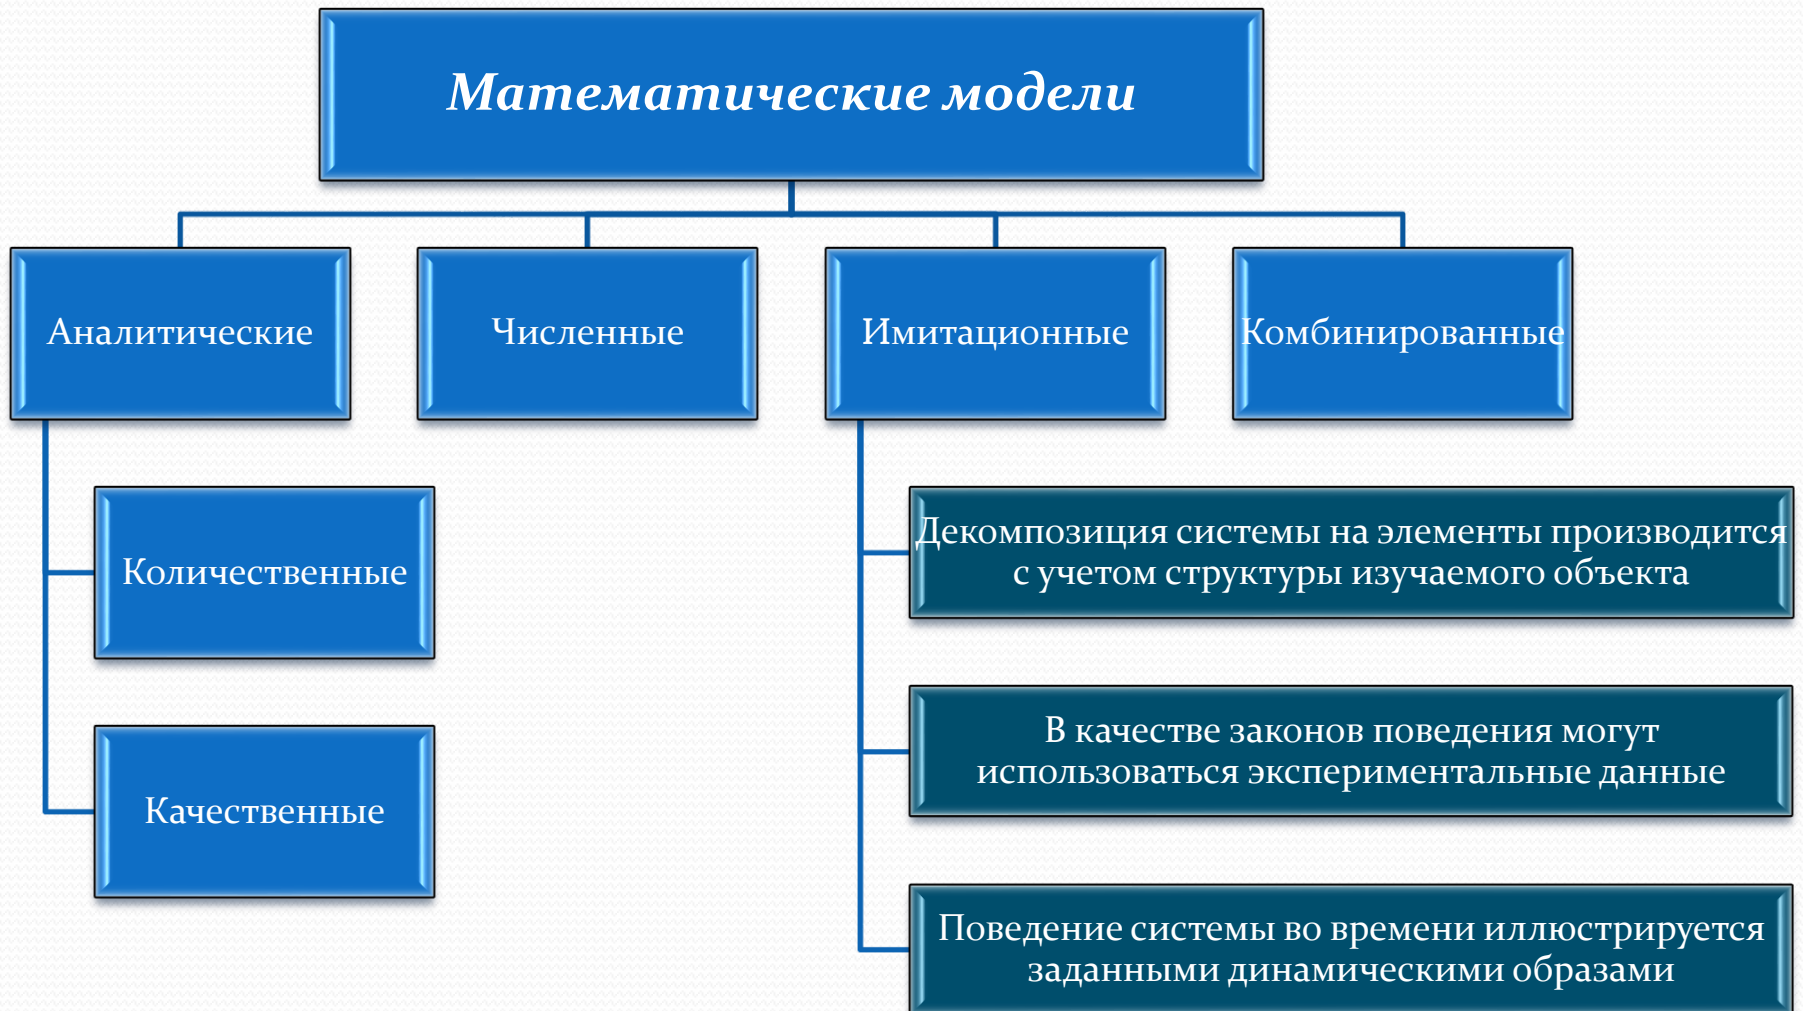 Математические модели
Аналитические
Численные
Имитационные
Комбинированные
Количественные
Качественные
Декомпозиция системы на элементы производится
с учетом структуры изучаемого объекта
В качестве законов поведения могут
использоваться экспериментальные данные
Поведение системы во времени иллюстрируется
заданными динамическими образами